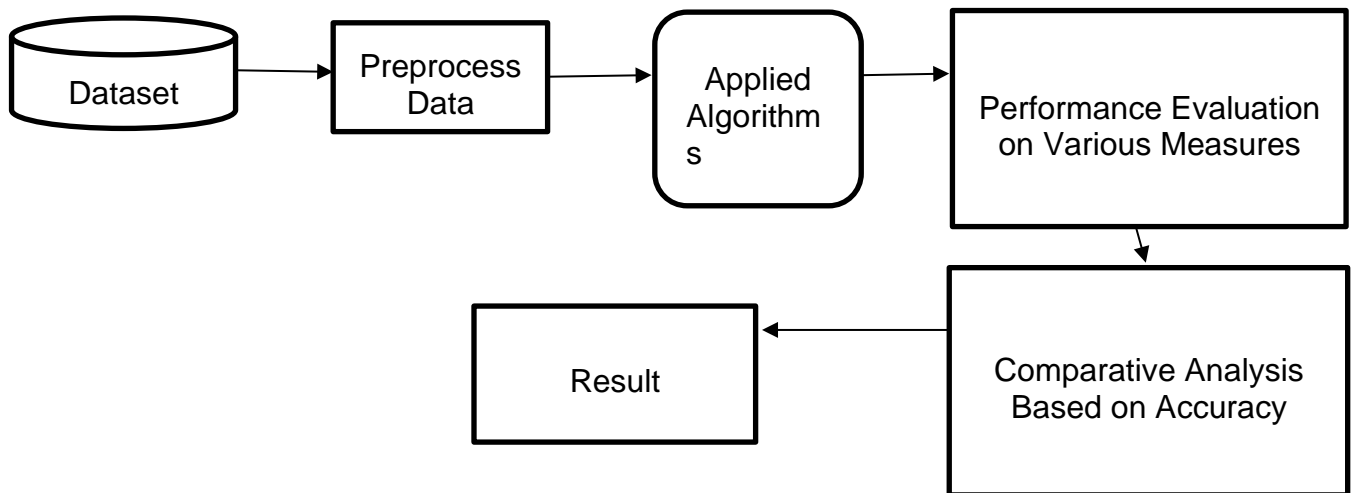 Dataset
Preprocess
Data
Applied
Algorithm
s
Performance Evaluation
on Various Measures
Comparative Analysis
Based on Accuracy
Result